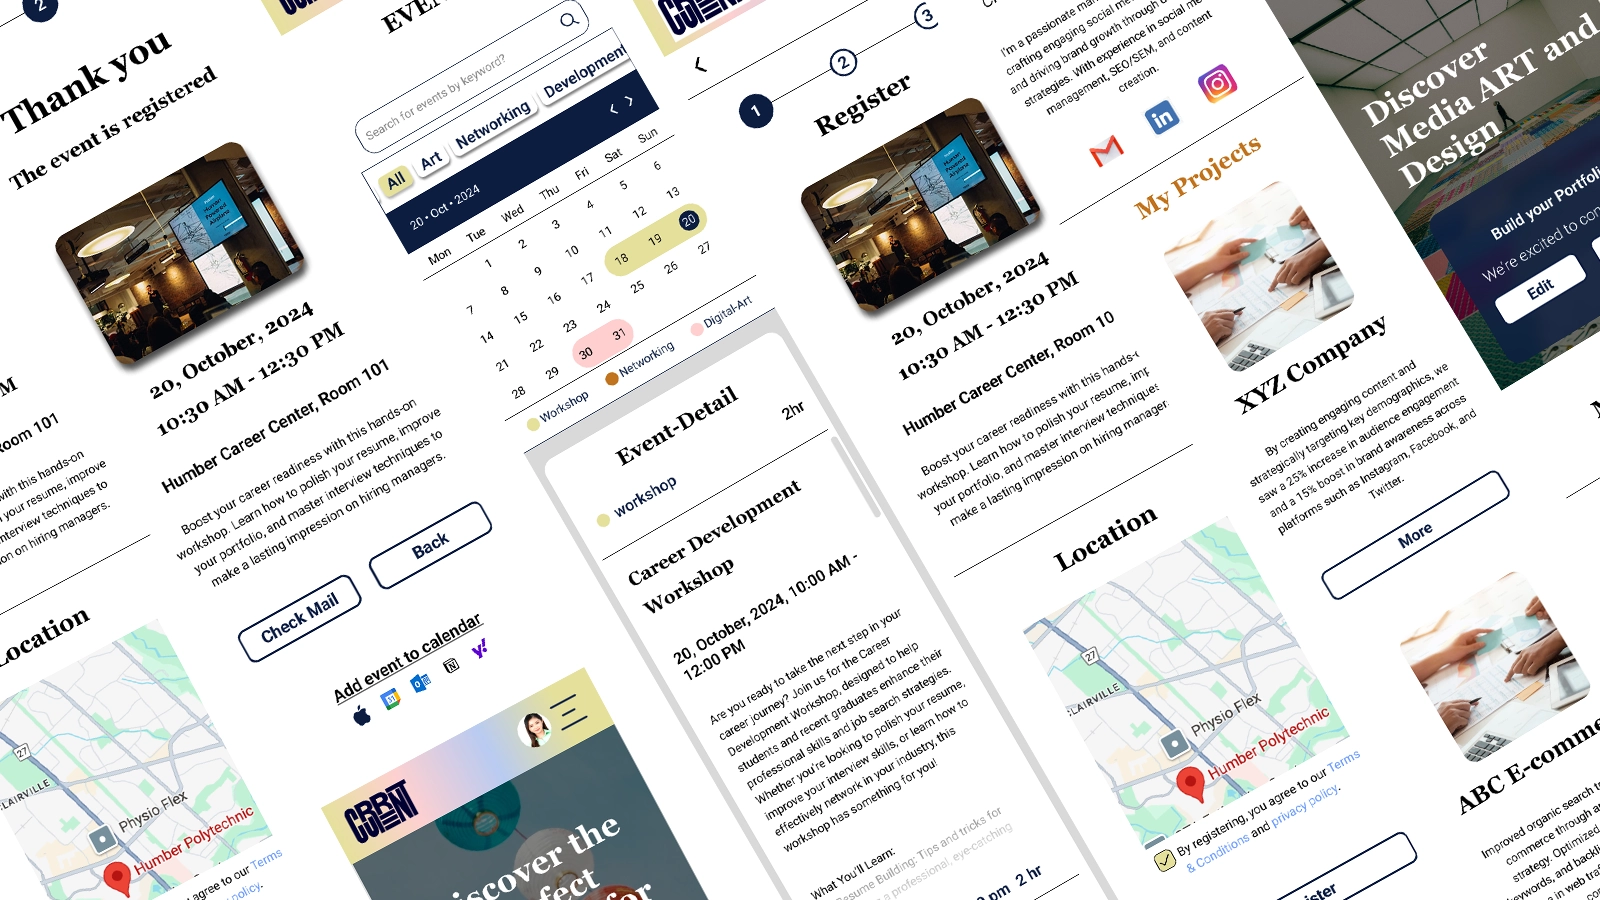 2
Thank you
The event is registered
Human
Powered
Airplane
20, October, 2024
10:30 AM - 12:30 PM
Humber Career Center, Room 101
Boost your career readiness with this hands-on
workshop. Learn how to polish your resume, improve
your portfolio, and master interview techniques to
make a lasting impression on hiring managers.
Check Mail
Back
Add event to calendar
M
Room 101
with this hands-on
your resume, improve
interview techniques to
on on hiring managers.
Location
27
CLAIRVILLE
Physio Flex
Humber Polytechnic
agree to our Terms
policy.
Search for events by keyword?
All
Art
Networking
Development
20 • Oct • 2024
< >
Mon Tue Wed Thu Fri Sat Sun
1 2 3 4 5 6
7 8 9 10 11 12 13
14 15 16 17 18 19 20
21 22 23 24 25 26 27
28 29 30 31
Workshop
Networking
Digital-Art
CRRNT
iscover the
fect
for
Event-Detail
workshop
2hr
Career Development
Workshop
20, October, 2024, 10:00 AM -
12:00 PM
Are you ready to take the next step in your
career journey? Join us for the Career
Development Workshop, designed to help
students and recent graduates enhance their
professional skills and job search strategies.
Whether you're looking to polish your resume,
improve your interview skills, or learn how to
effectively network in your industry, this
workshop has something for you!
What You'll Learn:
Resume Building: Tips and tricks for
a professional, eye-catching
pm 2 hr
1
2
3
Register
Human
Powered
Airplane
20, October, 2024
10:30 AM - 12:30 PM
Humber Career Center, Room 10
Boost your career readiness with this hands-
workshop. Learn how to polish your resume, imp
your portfolio, and master interview techniques
make a lasting impression on hiring manager
Location
27
CLAIRVILLE
Physio Flex
Humber Polytechnic
By registering, you agree to our Terms
& Conditions and privacy policy.
ister
I'm a passionate mar
crafting engaging social me
and driving brand growth through
strategies. With experience in social me
management, SEO/SEM, and content
creation.
My Projects
XYZ Company
By creating engaging content and
strategically targeting key demographics, we
saw a 25% increase in audience engagement
and a 15% boost in brand awareness across
platforms such as Instagram, Facebook, and
Twitter.
More
ABC E-comme
Improved organic search t
commerce through a
strategy. Optimized
keywords, and backli
in web traf
Discover
Media ART and
Design
Build your Portfoli
We're excited to con
Edit